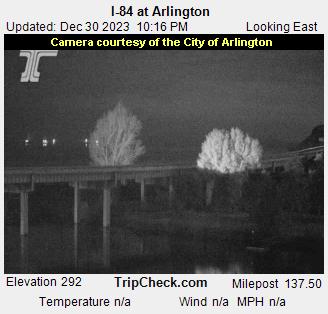 I-84 at Arlington
Updated: Dec 30 2023 10:16 PM Looking East
Camera courtesy of the City of Arlington
Elevation 292 TripCheck.com Milepost 137.50
Temperature n/a Wind n/a MPH n/a